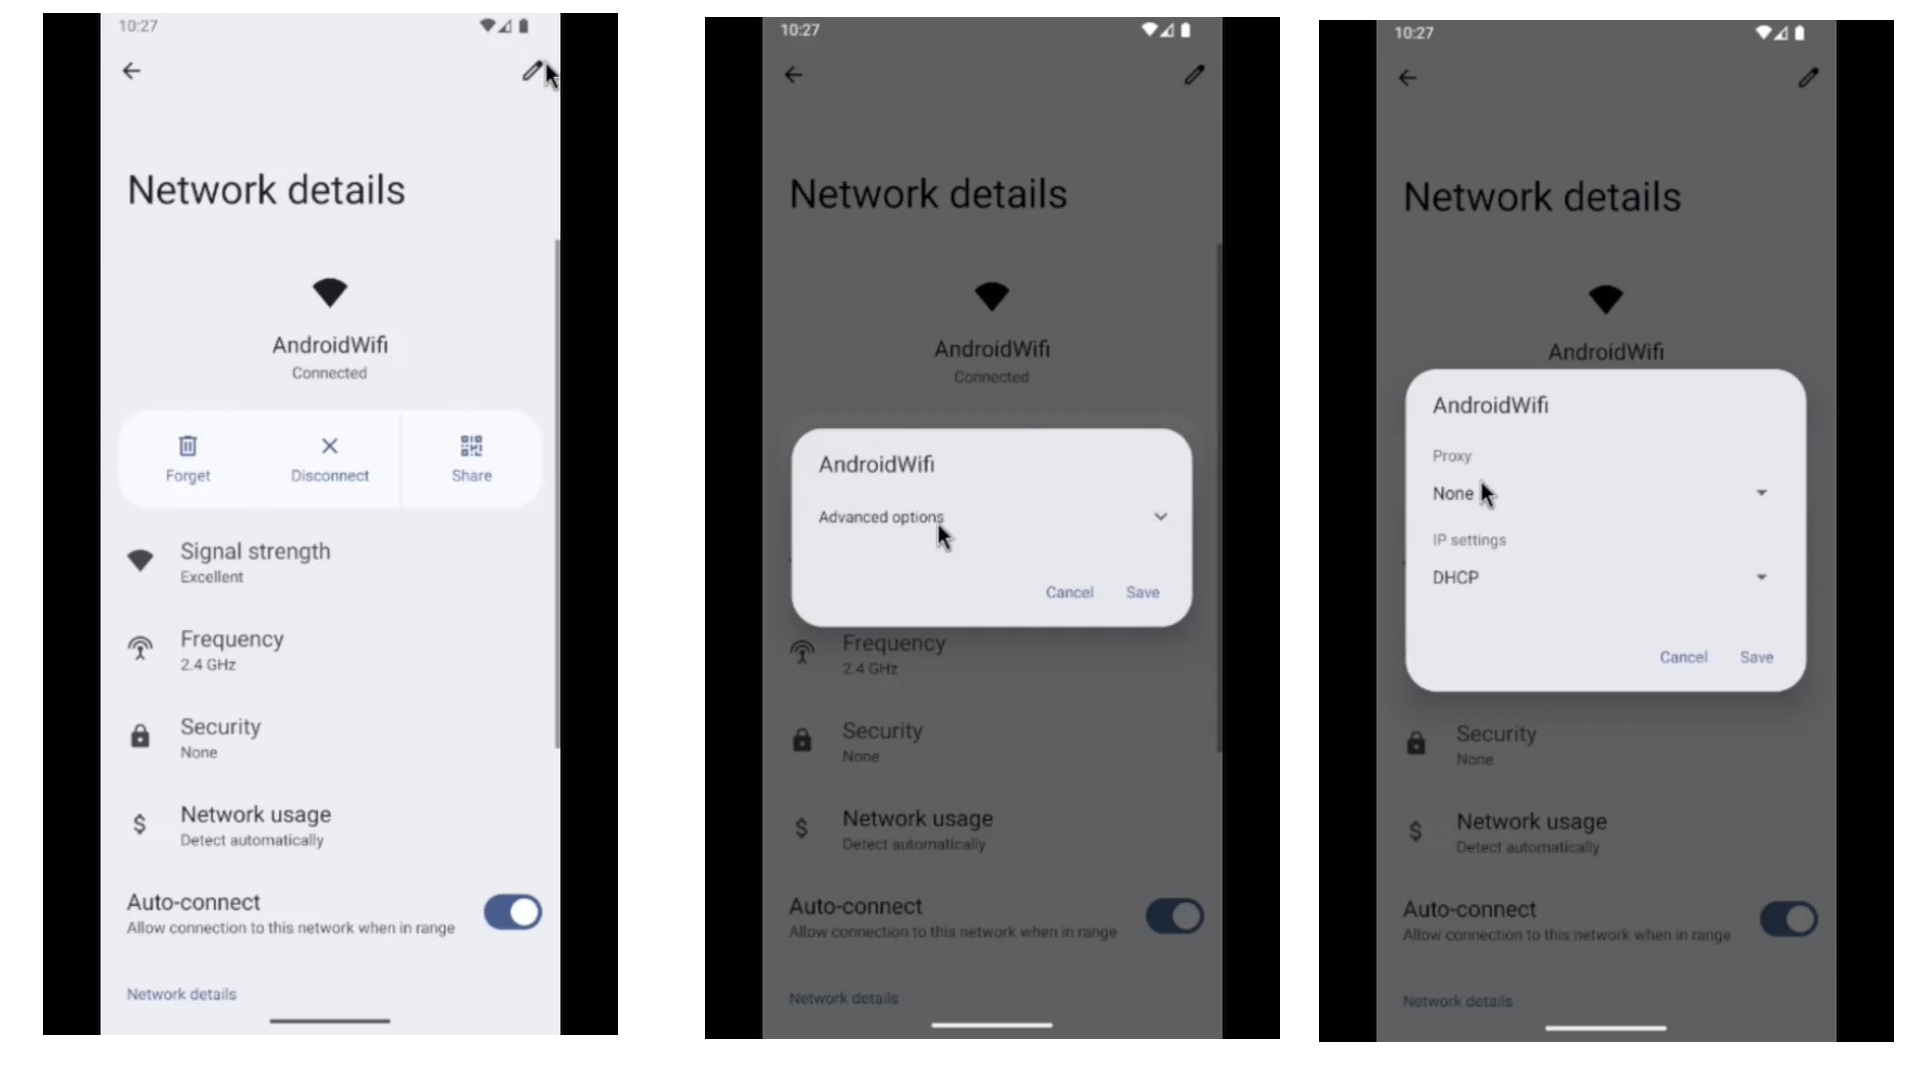 10:27
Network details
AndroidWifi
Connected
Forget
Disconnect
Share
Signal strength
Excellent
Frequency
2.4 GHz
Security
None
Network usage
Detect automatically
Auto-connect
Allow connection to this network when in range
Network details
10:27
Network details
AndroidWifi
Connected
AndroidWifi
Advanced options
Cancel
Save
Frequency
2.4 GHz
Security
None
Network usage
Detect automatically
Auto-connect
Allow connection to this network when in range
Network details
10:27
Network details
AndroidWifi
AndroidWifi
Proxy
None
IP settings
DHCP
Cancel
Save
Security
None
Network usage
Detect automatically
Auto-connect
Allow connection to this network when in range
Network details